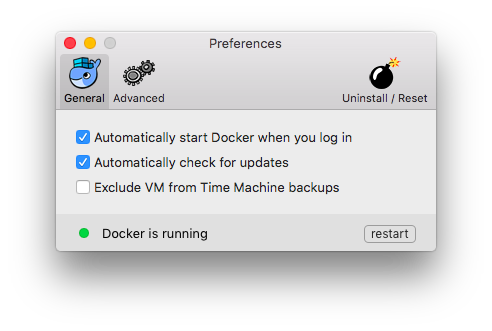 Preferences
General Advanced Uninstall / Reset
Automatically start Docker when you log in
Automatically check for updates
Exclude VM from Time Machine backups
Docker is running restart